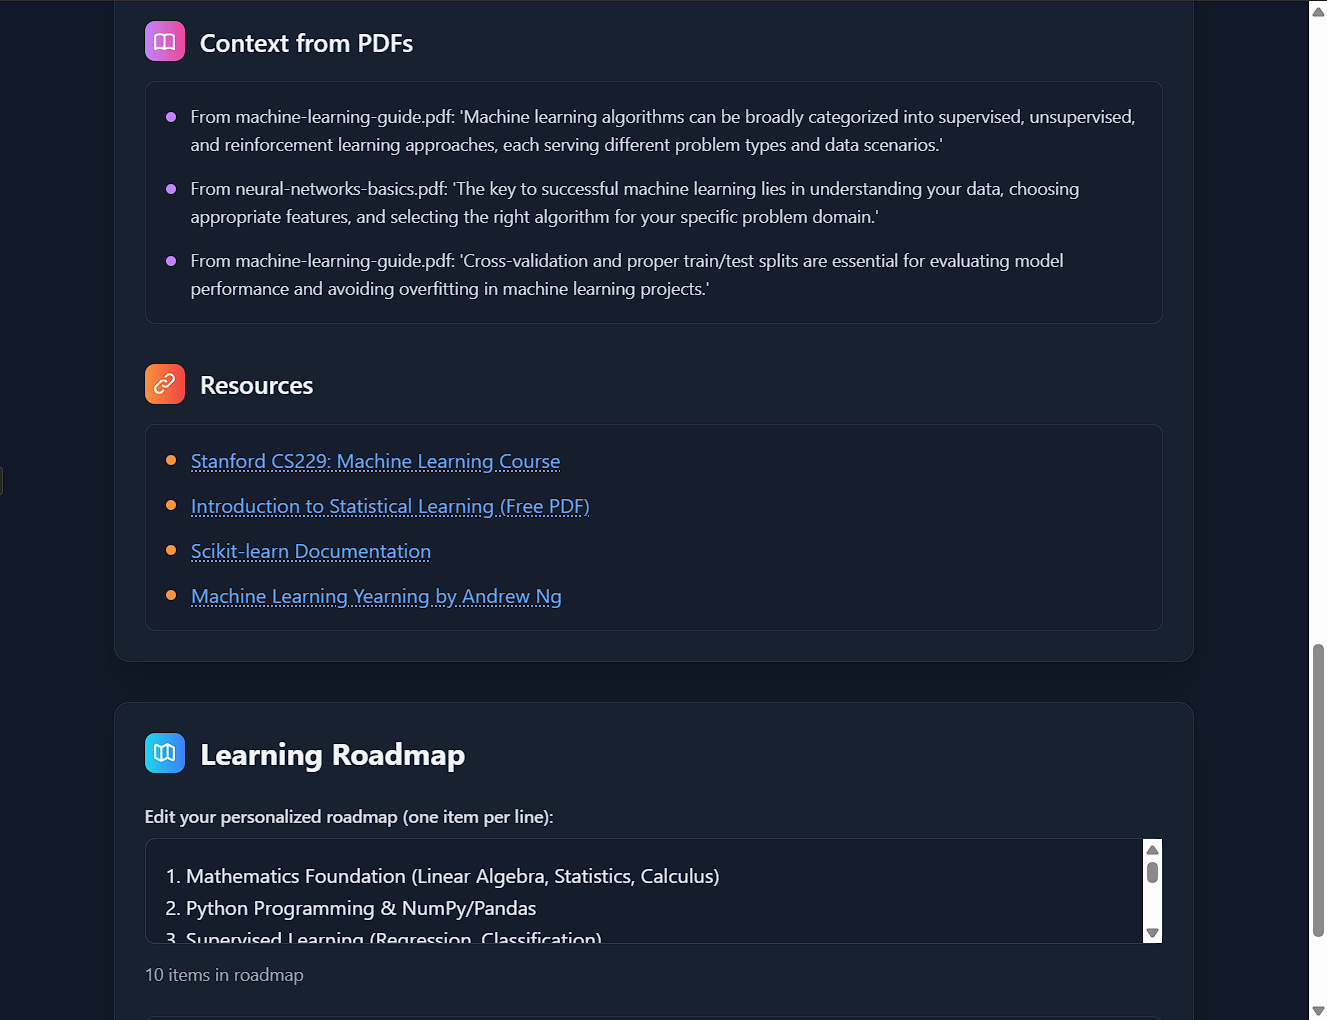 Context from PDFs
From machine-learning-guide.pdf: 'Machine learning algorithms can be broadly categorized into supervised, unsupervised,
and reinforcement learning approaches, each serving different problem types and data scenarios.'
From neural-networks-basics.pdf: 'The key to successful machine learning lies in understanding your data, choosing
appropriate features, and selecting the right algorithm for your specific problem domain.'
From machine-learning-guide.pdf: 'Cross-validation and proper train/test splits are essential for evaluating model
performance and avoiding overfitting in machine learning projects.'
Resources
Stanford CS229: Machine Learning Course
Introduction to Statistical Learning (Free PDF)
Scikit-learn Documentation
Machine Learning Yearning by Andrew Ng
Learning Roadmap
Edit your personalized roadmap (one item per line):
1. Mathematics Foundation (Linear Algebra, Statistics, Calculus)
2. Python Programming & NumPy/Pandas
3. Supervised Learning (Regression, Classification)
10 items in roadmap